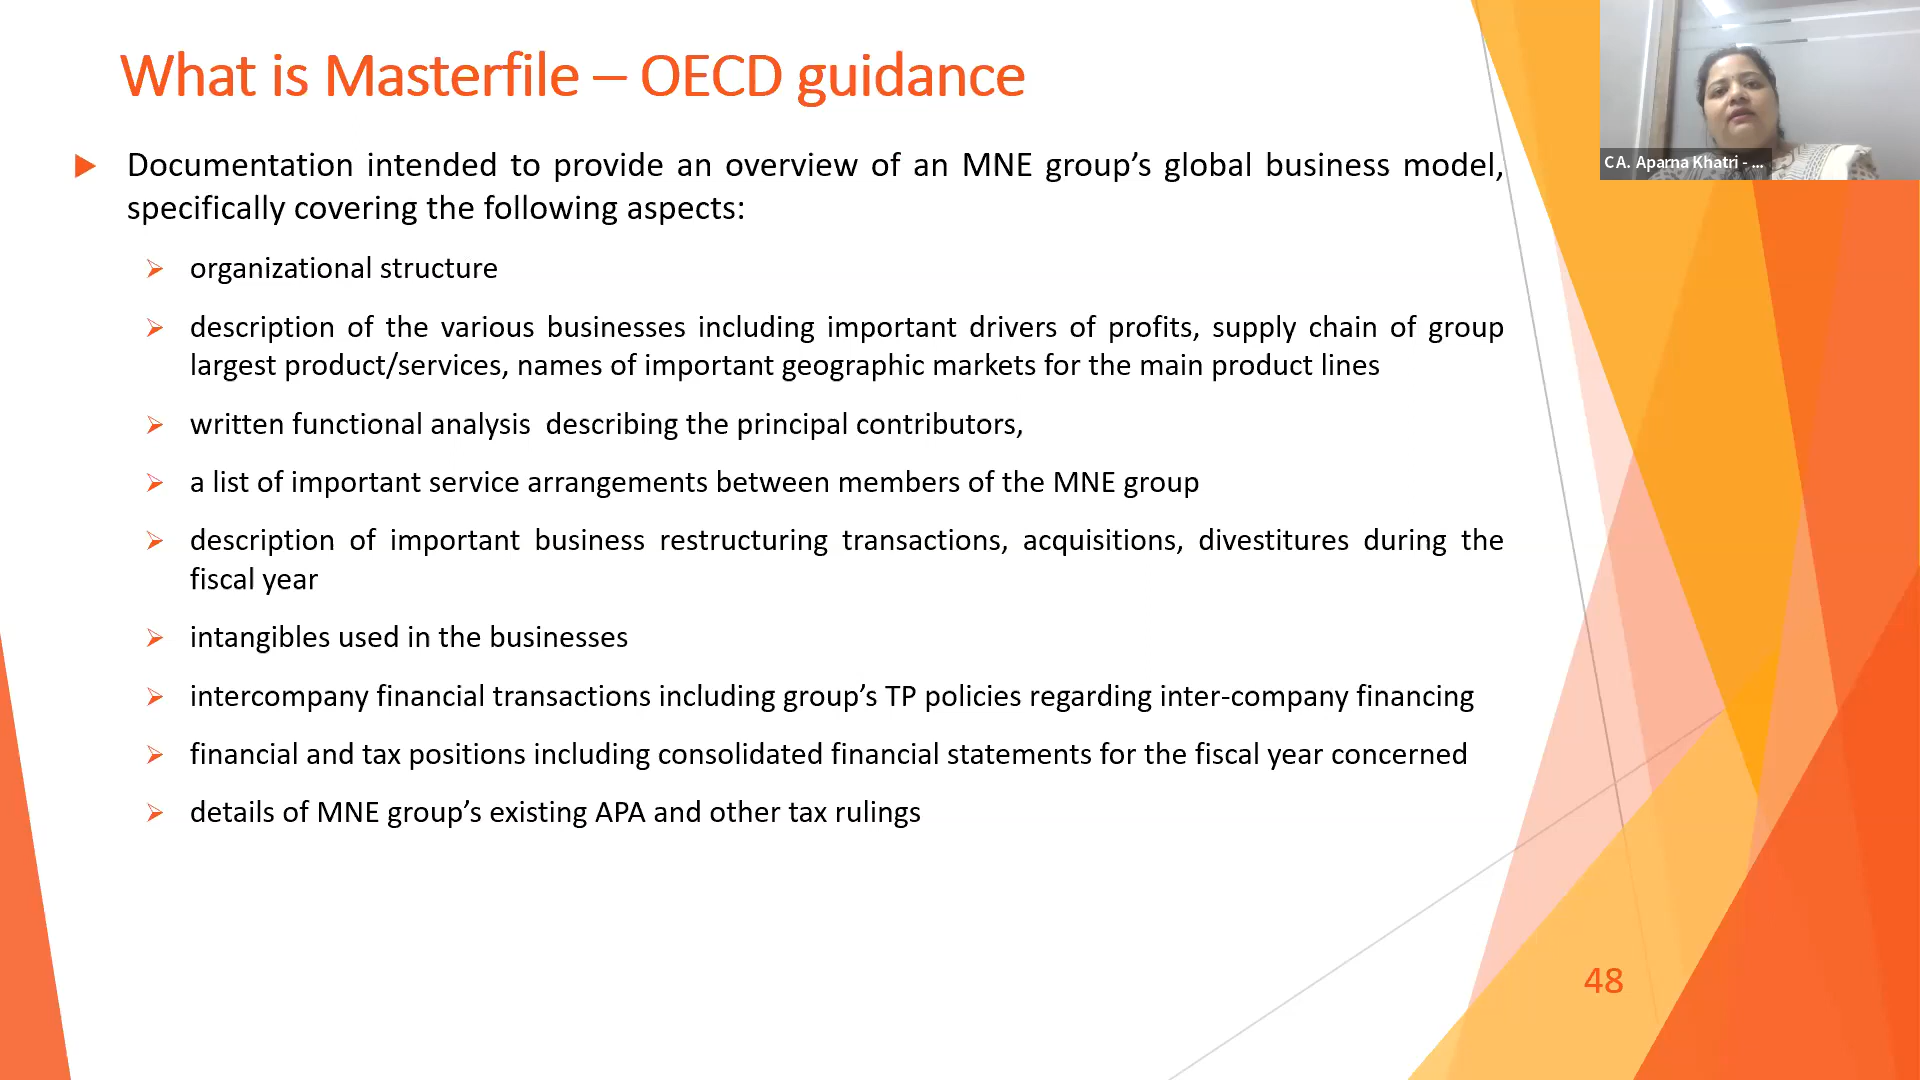 What is Masterfile – OECD guidance
Documentation intended to provide an overview of an MNE group’s global business model,
specifically covering the following aspects:
organizational structure
description of the various businesses including important drivers of profits, supply chain of group
largest product/services, names of important geographic markets for the main product lines
written functional analysis  describing the principal contributors,
a list of important service arrangements between members of the MNE group
description of important business restructuring transactions, acquisitions, divestitures during the
fiscal year
intangibles used in the businesses
intercompany financial transactions including group’s TP policies regarding inter-company financing
financial and tax positions including consolidated financial statements for the fiscal year concerned
details of MNE group’s existing APA and other tax rulings
CA. Aparna Khatri - ...
48